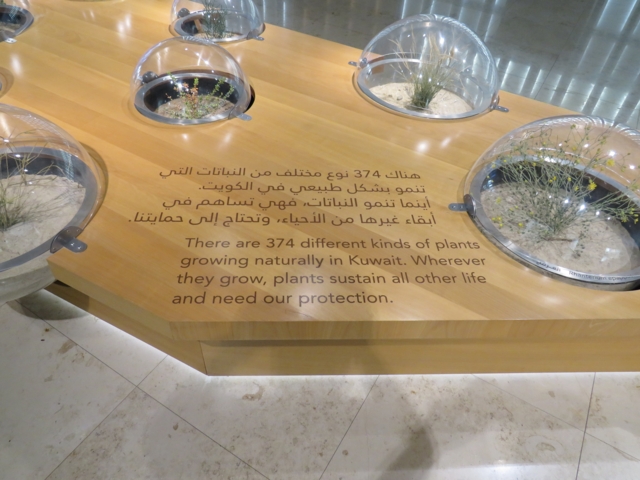 هناك 374 نوع مختلف من النباتات التي
تنمو بشكل طبيعي في الكويت.
أينما تنمو النباتات، فهي تساهم في
أبقاء غيرها من الأحياء، وتحتاج إلى حمايتنا.
There are 374 different kinds of plants
growing naturally in Kuwait. Wherever
they grow, plants sustain all other life
and need our protection.